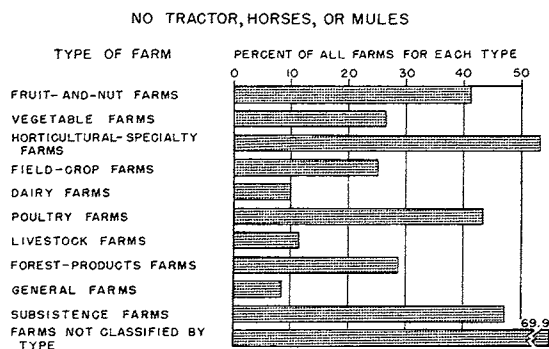 NO TRACTOR, HORSES, OR MULES
TYPE OF FARM PERCENT OF ALL FARMS FOR EACH TYPE
0 10 20 30 40 50
FRUIT-AND-NUT FARMS
VEGETABLE FARMS
HORTICULTURAL-SPECIALTY
FARMS
FIELD-CROP FARMS
DAIRY FARMS
POULTRY FARMS
LIVESTOCK FARMS
FOREST-PRODUCTS FARMS
GENERAL FARMS
SUBSISTENCE FARMS
69.9
FARMS NOT CLASSIFIED BY
TYPE